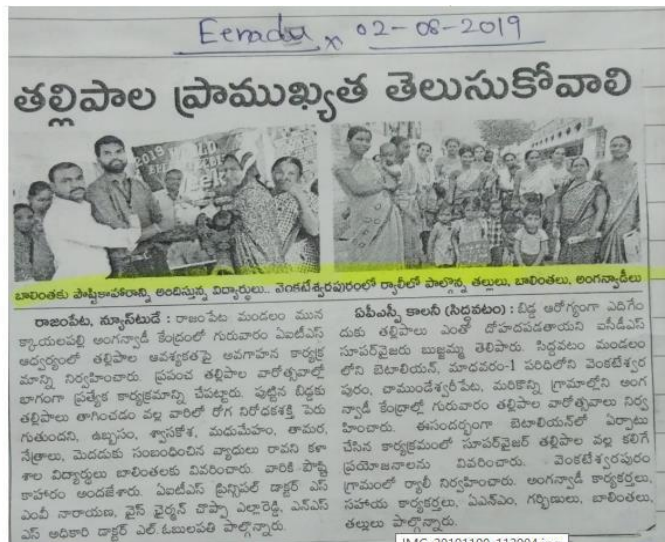 Eenadu 02-08-2019
తల్లిపాల ప్రాముఖ్యత తెలుసుకోవాలి
2019 WORLD
బాలింతకు పౌష్టికాహారాన్ని అందిస్తున్న విద్యార్థులు.. వెంకటేశ్వరపురంలో ర్యాలీలో పాల్గొన్న తల్లులు, బాలింతలు, అంగన్వాడీలు
రాజంపేట, న్యూస్‌టుడే : రాజంపేట మండలం మున
క్కాయలపల్లి అంగన్వాడీ కేంద్రంలో గురువారం ఏఐటీఎస్
ఆధ్వర్యంలో తల్లిపాల ఆవశ్యకతపై అవగాహన కార్యక్ర
మాన్ని నిర్వహించారు. ప్రపంచ తల్లిపాల వారోత్సవాల్లో
భాగంగా ప్రత్యేక కార్యక్రమాన్ని చేపట్టారు. పుట్టిన బిడ్డకు
తల్లిపాలు తాగించడం వల్ల వారిలో రోగ నిరోధకశక్తి పెరు
గుతుందని, ఉబ్బసం, శ్వాసకోశ, మధుమేహం, తామర,
నేత్రాలు, మెదడుకు సంబంధించిన వ్యాధులు రావని కళా
శాల విద్యార్థులు బాలింతలకు వివరించారు. వారికి పౌష్టి
కాహారం అందజేశారు. ఏఐటీఎస్ ప్రిన్సిపల్ డాక్టర్ ఎస్
ఎంవీ నారాయణ, వైస్ ఛైర్మన్ చొప్పా ఎల్లారెడ్డి, ఎన్ఎస్
ఎస్ అధికారి డాక్టర్ ఎల్.ఓబులపతి పాల్గొన్నారు.
ఏపీఎస్పీ కాలనీ (సిద్దవటం) : బిడ్డ ఆరోగ్యంగా ఎదిగేం
దుకు తల్లిపాలు ఎంతో దోహదపడతాయని ఐసీడీఎస్
సూపర్‌వైజరు బుజ్జమ్మ తెలిపారు. సిద్దవటం మండలం
లోని బెటాలియన్, మాధవరం-1 పరిధిలోని వెంకటేశ్వర
పురం, చాముండేశ్వరీపేట, మరికొన్ని గ్రామాల్లోని అంగ
న్వాడీ కేంద్రాల్లో గురువారం తల్లిపాల వారోత్సవాలు నిర్వ
హించారు. ఈసందర్భంగా బెటాలియన్‌లో ఏర్పాటు
చేసిన కార్యక్రమంలో సూపర్‌వైజర్ తల్లిపాల వల్ల కలిగే
ప్రయోజనాలను వివరించారు. వెంకటేశ్వరపురం
గ్రామంలో ర్యాలీ నిర్వహించారు. అంగన్వాడీ కార్యకర్తలు,
సహాయ కార్యకర్తలు, ఏఎన్ఎం, గర్భిణులు, బాలింతలు,
తల్లులు పాల్గొన్నారు.